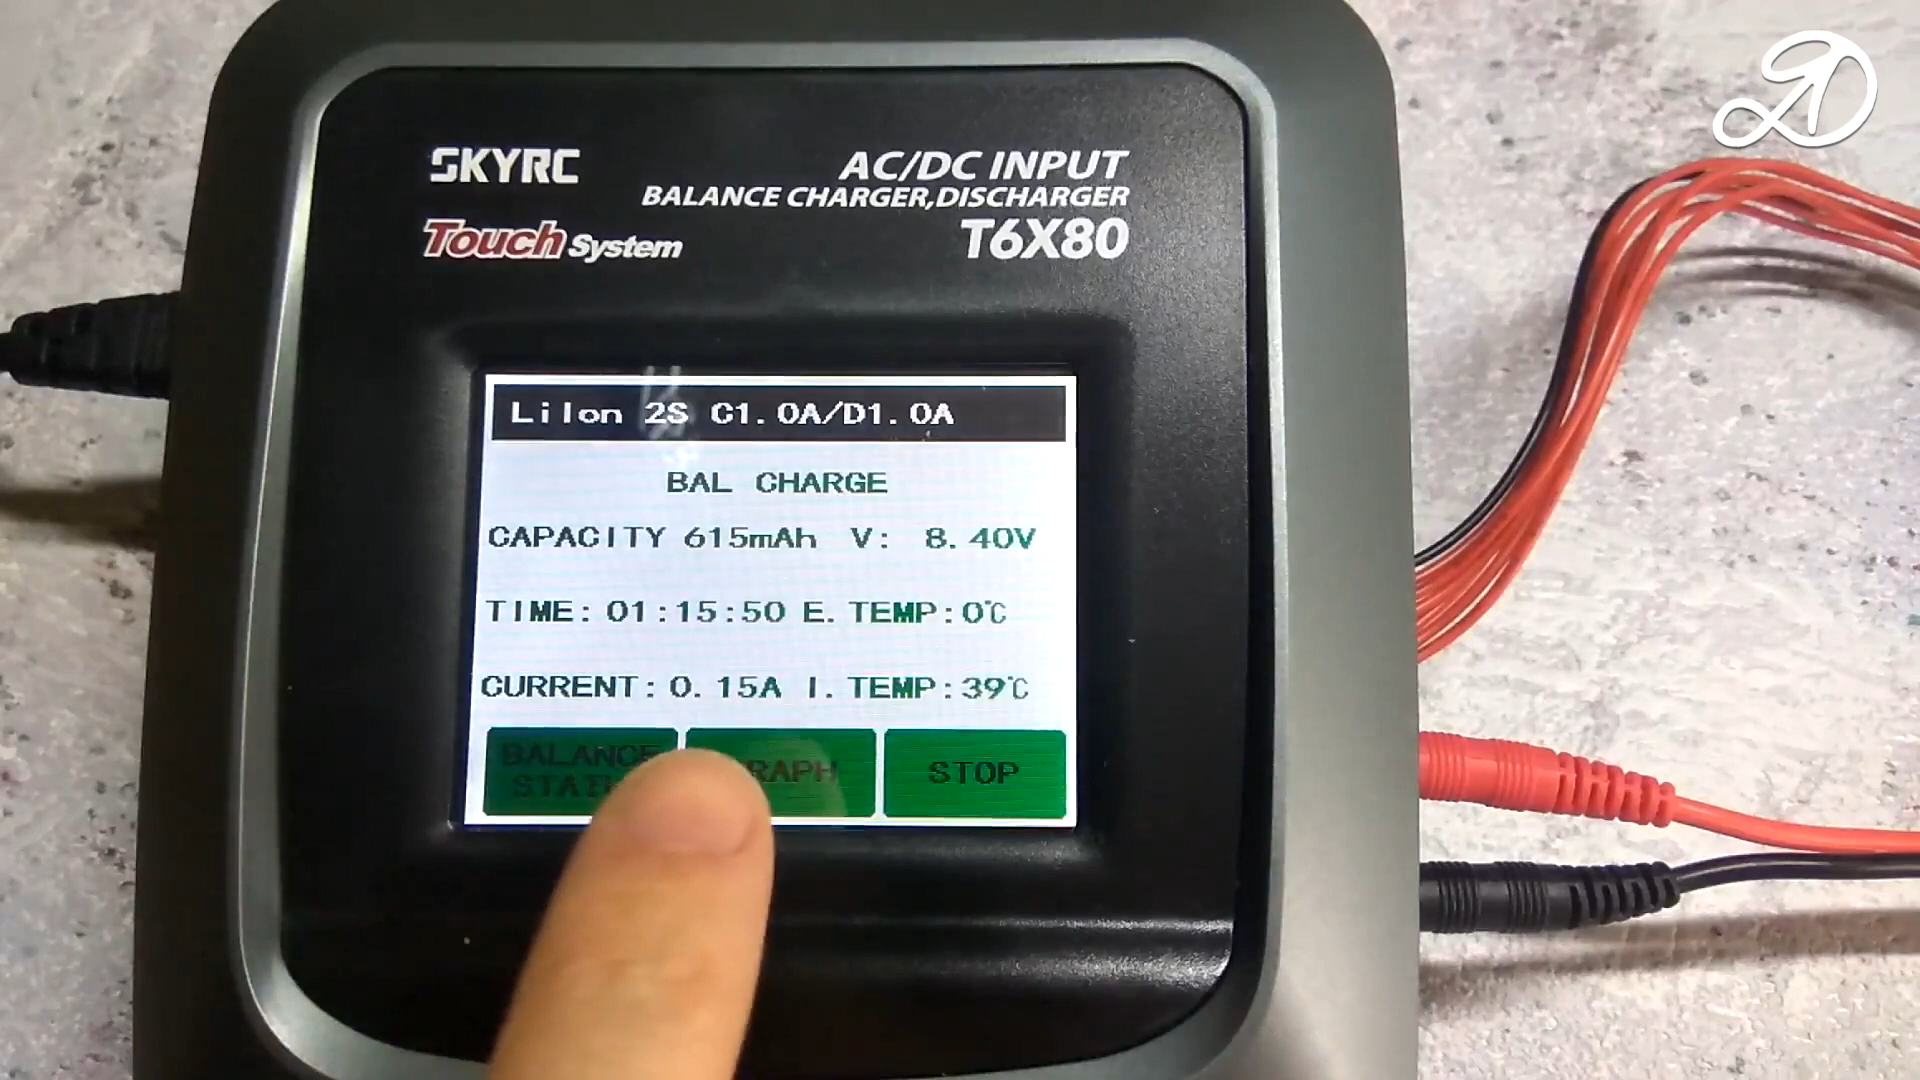 SKYRC
AC/DC INPUT
BALANCE CHARGER,DISCHARGER
Touch System
T6X80
LiIon 2S C1.0A/D1.0A
BAL CHARGE
CAPACITY 615mAh V: 8.40V
TIME: 01:15:50 E. TEMP:0℃
CURRENT: 0.15A I. TEMP:39℃
BALANCE
STOP